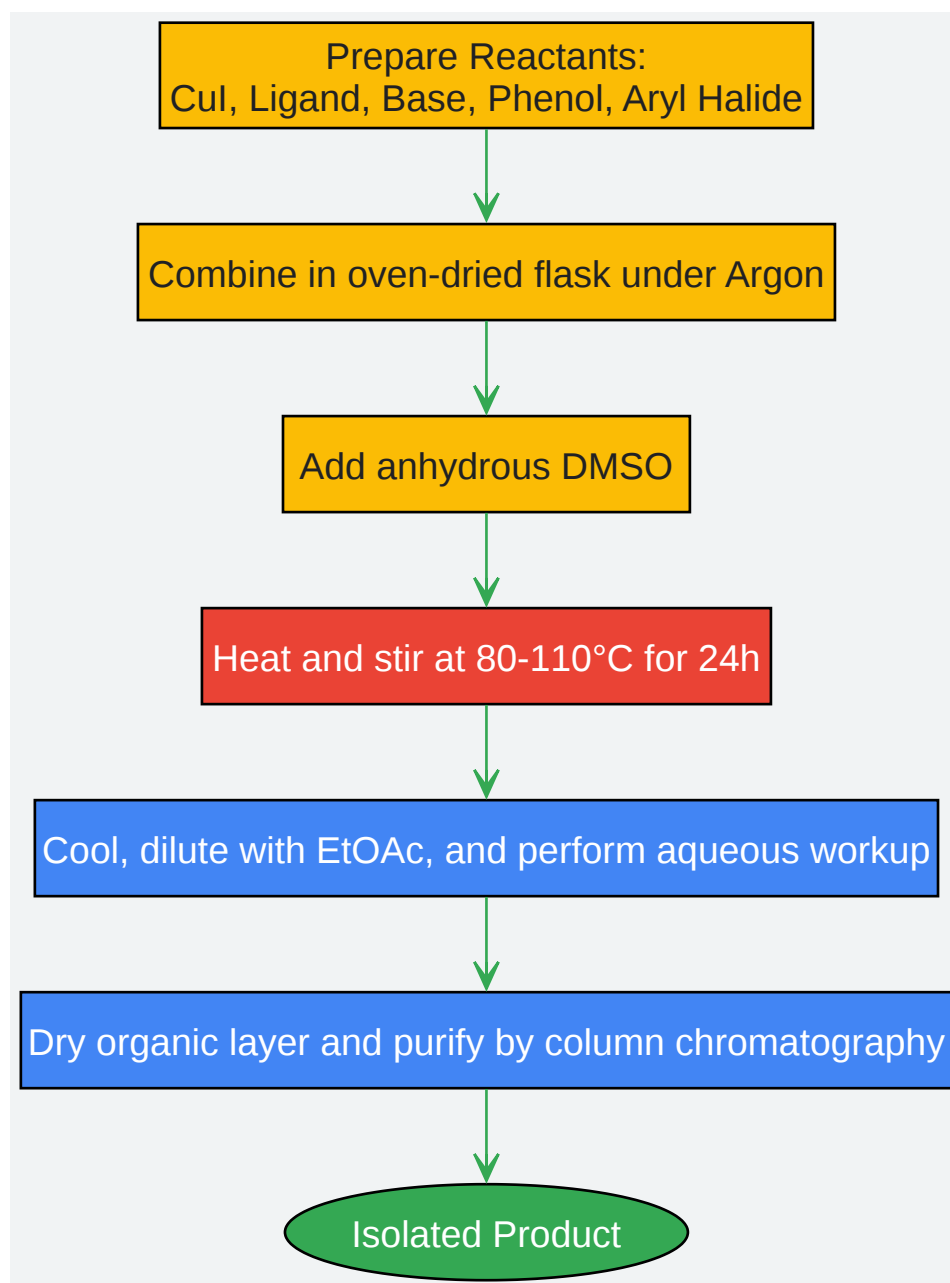 Prepare Reactants:
CuI, Ligand, Base, Phenol, Aryl Halide
Combine in oven-dried flask under Argon
Add anhydrous DMSO
Heat and stir at 80-110°C for 24h
Cool, dilute with EtOAc, and perform aqueous workup
Dry organic layer and purify by column chromatography
Isolated Product